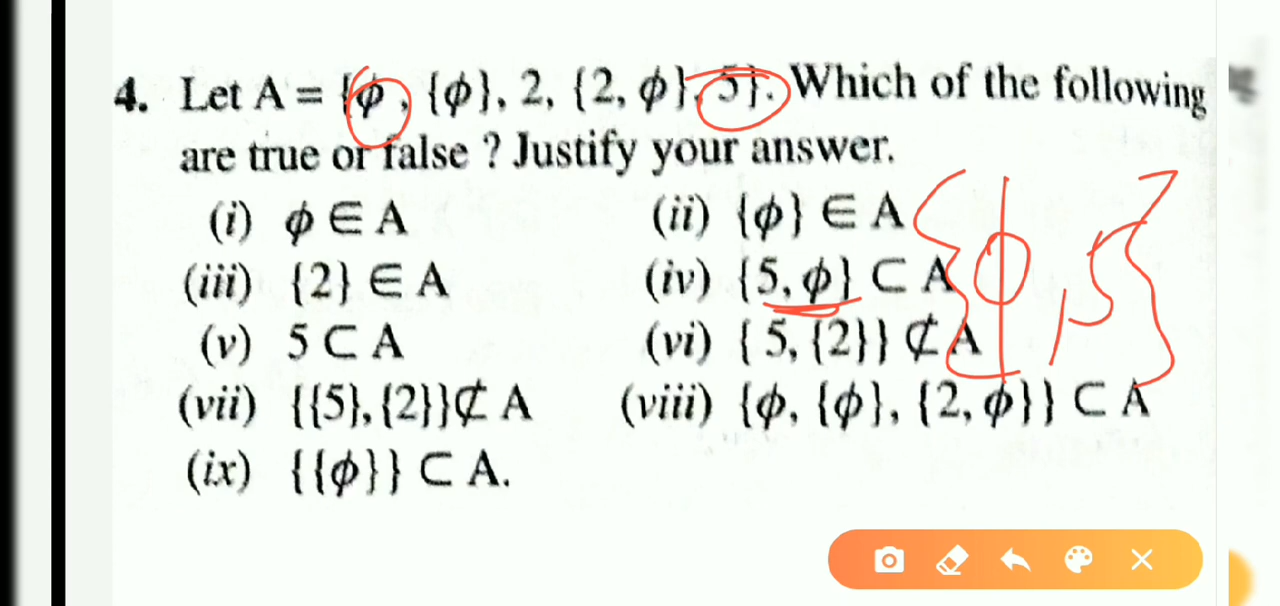 4. Let A = {ϕ, {ϕ}, 2, {2, ϕ}, 5}. Which of the following
are true or false ? Justify your answer.
(i) ϕ ∈ A (ii) {ϕ} ∈ A
(iii) {2} ∈ A (iv) {5, ϕ} ⊂ A
(v) 5 ⊂ A (vi) {5, {2}} ⊄ A
(vii) {{5}, {2}} ⊄ A (viii) {ϕ, {ϕ}, {2, ϕ}} ⊂ A
(ix) {{ϕ}} ⊂ A.
{ϕ, 5}